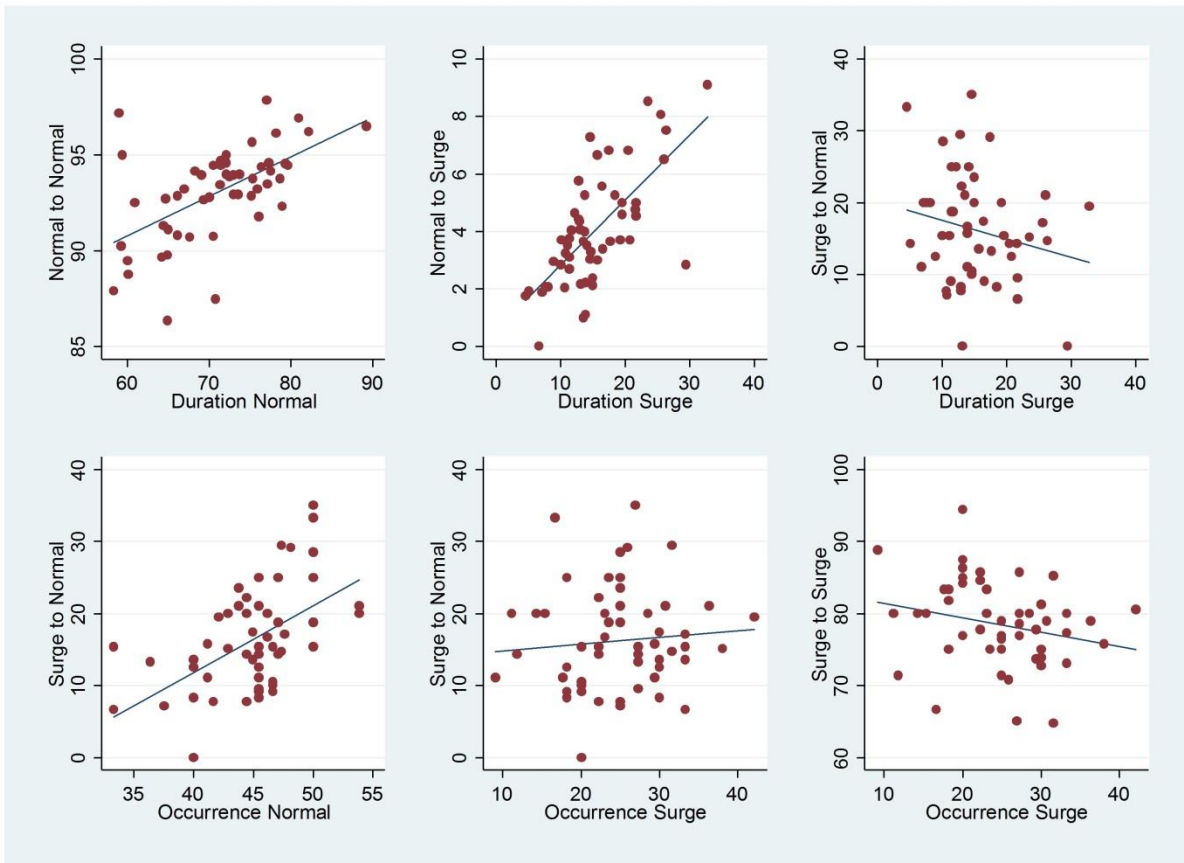 Normal to Normal
100
95
90
85
60 70 80 90
Duration Normal
Normal to Surge
10
8
6
4
2
0
0 10 20 30 40
Duration Surge
Surge to Normal
40
30
20
10
0
0 10 20 30 40
Duration Surge
Surge to Normal
40
30
20
10
0
35 40 45 50 55
Occurrence Normal
Surge to Normal
40
30
20
10
0
10 20 30 40
Occurrence Surge
Surge to Surge
100
90
80
70
60
10 20 30 40
Occurrence Surge